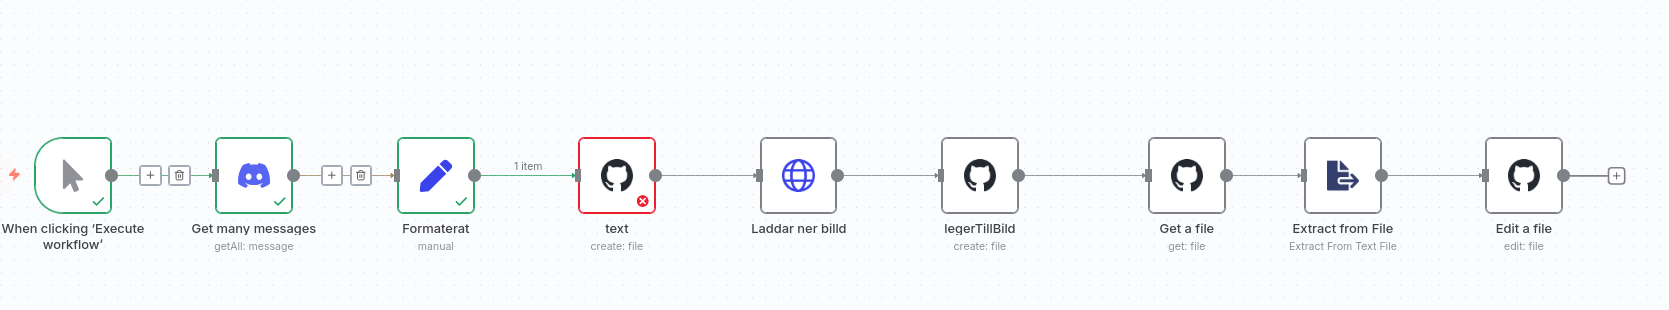 1 item
When clicking ‘Execute
workflow’
Get many messages
getAll: message
Formaterat
manual
text
create: file
Laddar ner billd
legerTillBild
create: file
Get a file
get: file
Extract from File
Extract From Text File
Edit a file
edit: file